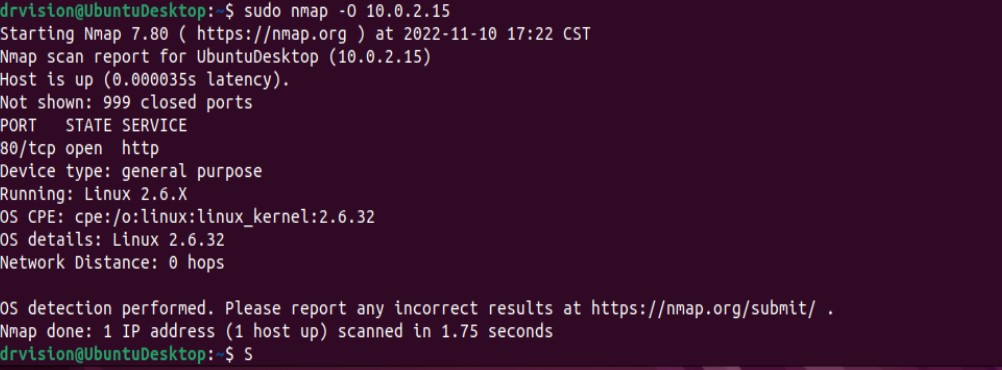 drvision@UbuntuDesktop:~$ sudo nmap -O 10.0.2.15
Starting Nmap 7.80 ( https://nmap.org ) at 2022-11-10 17:22 CST
Nmap scan report for UbuntuDesktop (10.0.2.15)
Host is up (0.000035s latency).
Not shown: 999 closed ports
PORT   STATE SERVICE
80/tcp open  http
Device type: general purpose
Running: Linux 2.6.X
OS CPE: cpe:/o:linux:linux_kernel:2.6.32
OS details: Linux 2.6.32
Network Distance: 0 hops

OS detection performed. Please report any incorrect results at https://nmap.org/submit/ .
Nmap done: 1 IP address (1 host up) scanned in 1.75 seconds
drvision@UbuntuDesktop:~$ S